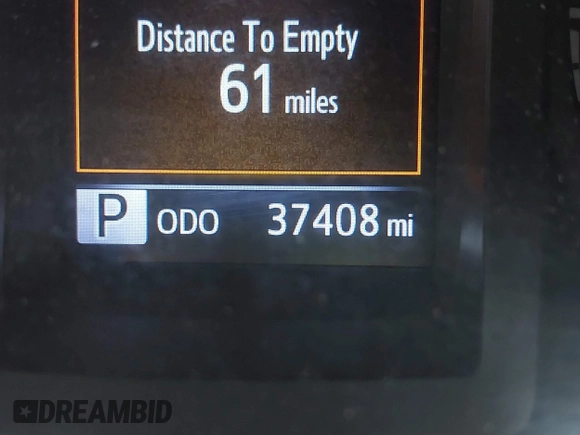 Distance To Empty
61 miles
P ODO 37408 mi
DREAMBID